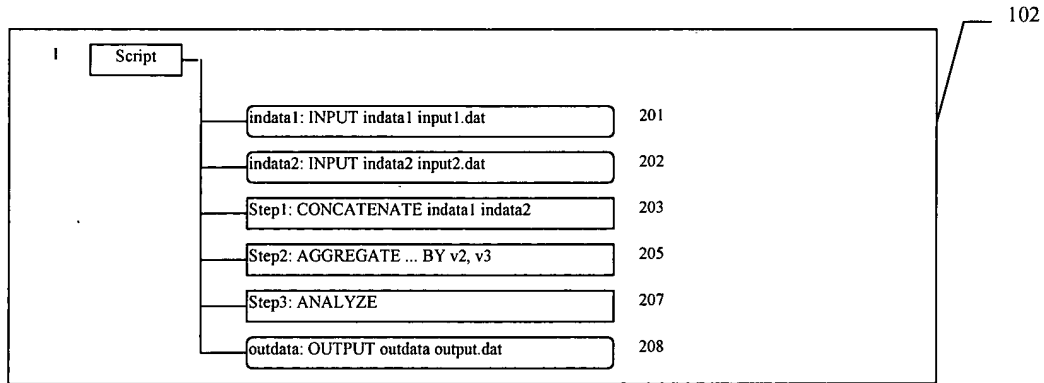 102
1 Script
indata1: INPUT indata1 input1.dat 201
indata2: INPUT indata2 input2.dat 202
Step1: CONCATENATE indata1 indata2 203
Step2: AGGREGATE ... BY v2, v3 205
Step3: ANALYZE 207
outdata: OUTPUT outdata output.dat 208